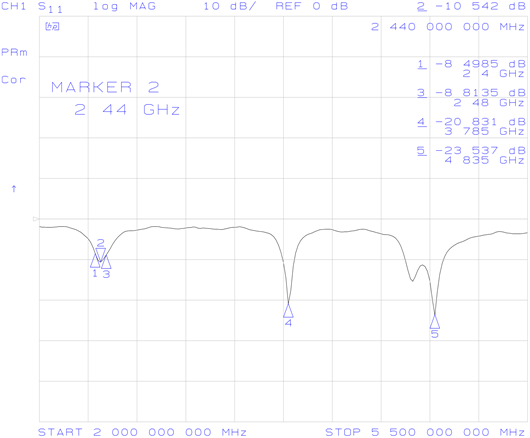 CH1 S11 log MAG 10 dB/ REF 0 dB 2 -10 542 dB
2 440 000 000 MHz
PRm
1 -8 4985 dB
2 4 GHz
Cor
MARKER 2
3 -8 8135 dB
2 48 GHz
2 44 GHz
4 -20 831 dB
3 785 GHz
5 -23 537 dB
4 835 GHz
↑
2
1 3
4
5
START 2 000 000 000 MHz STOP 5 500 000 000 MHz